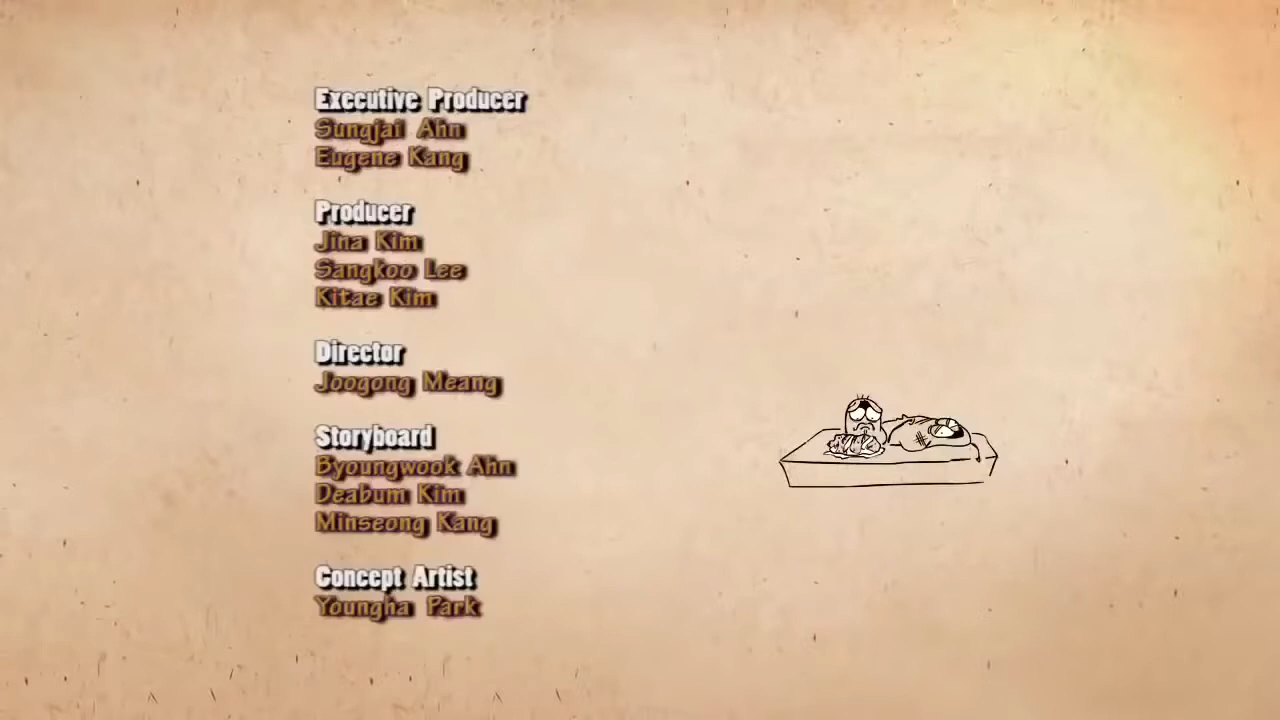 Executive Producer
Sungjai Ahn
Eugene Kang
Producer
Jina Kim
Sangkoo Lee
Kitae Kim
Director
Joogong Meang
Storyboard
Byoungwook Ahn
Deabum Kim
Minseong Kang
Concept Artist
Youngha Park